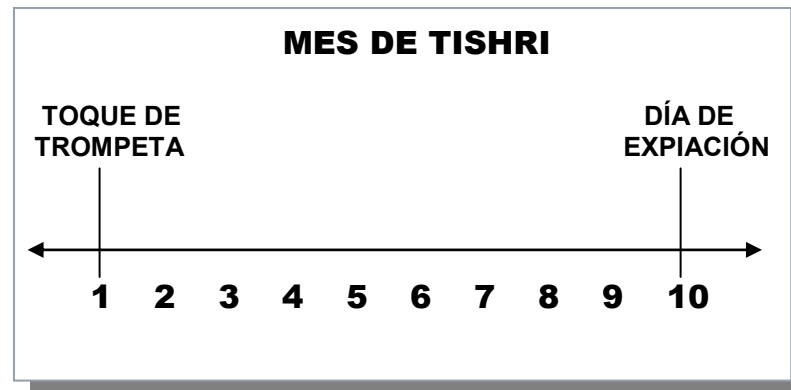 MES DE TISHRI
TOQUE DE
TROMPETA
DÍA DE
EXPIACIÓN
1 2 3 4 5 6 7 8 9 10